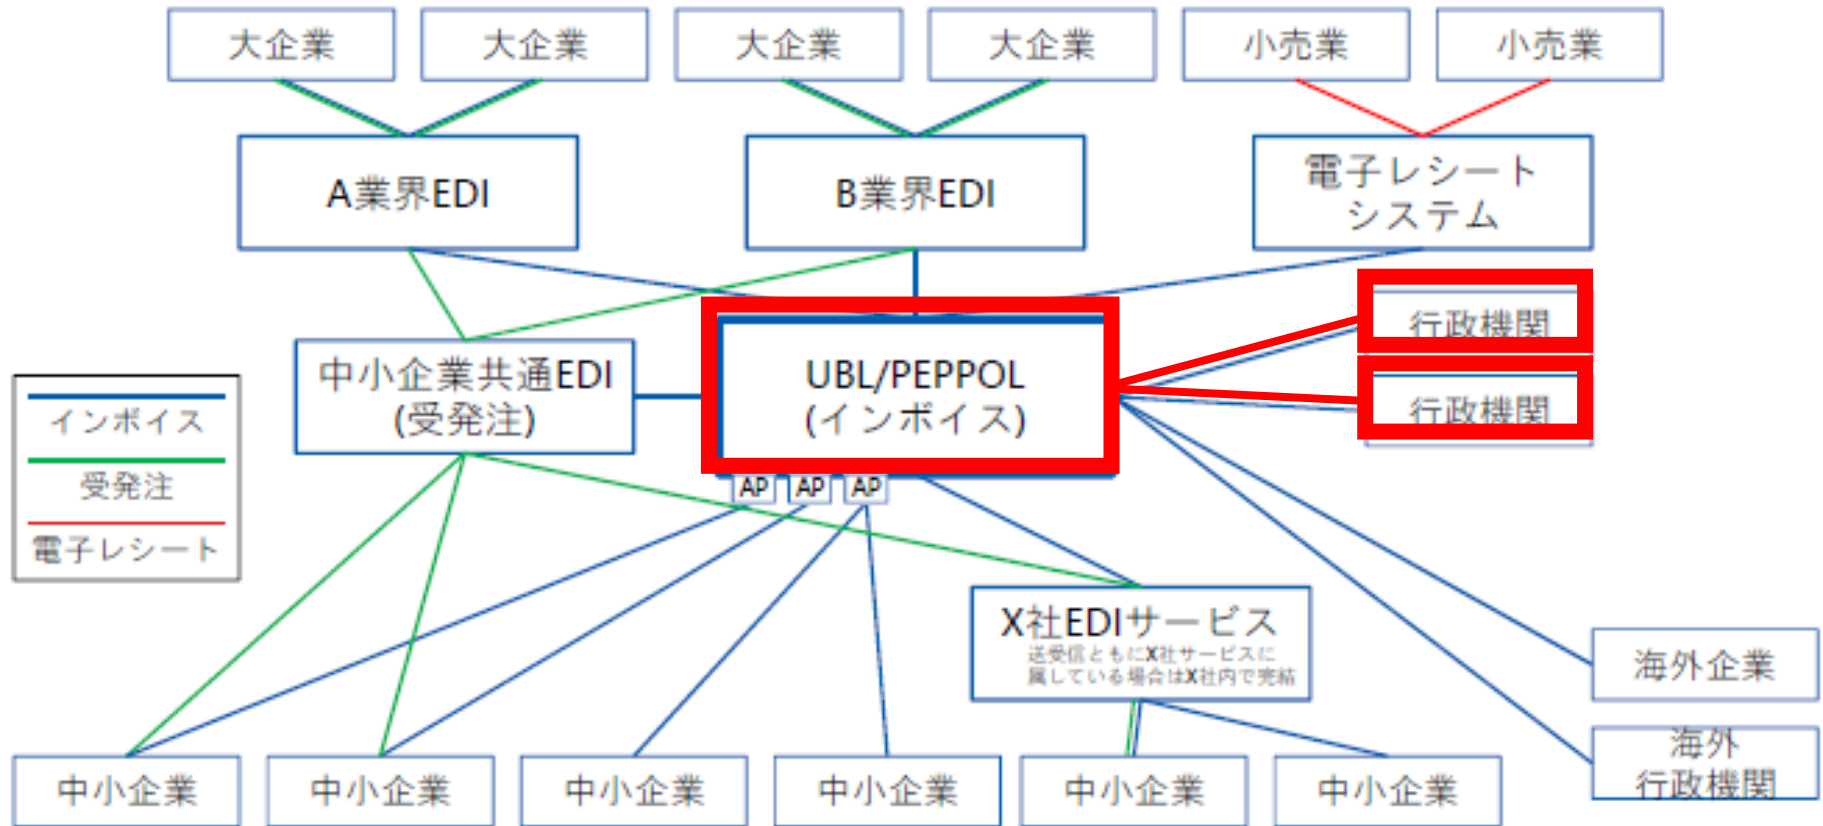 大企業
大企業
大企業
大企業
小売業
小売業
A業界EDI
B業界EDI
電子レシート
システム
行政機関
行政機関
中小企業共通EDI
(受発注)
UBL/PEPPOL
(インボイス)
インボイス
受発注
電子レシート
AP
AP
AP
X社EDIサービス
送受信ともにX社サービスに
属している場合はX社内で完結
海外企業
海外
行政機関
中小企業
中小企業
中小企業
中小企業
中小企業
中小企業